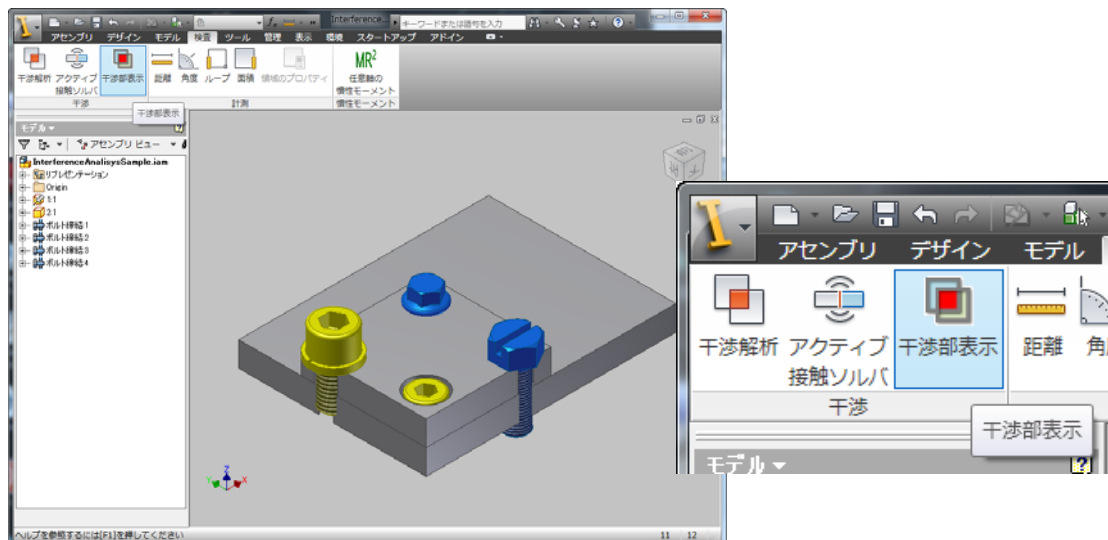 Interference...
キーワードまたは語句を入力
アセンブリ デザイン モデル 検査 ツール 管理 表示 環境 スタートアップ アドイン
干渉解析 アクティブ 接触ソルバ 干渉部表示 距離 角度 ループ 面積 領域のプロパティ 任意軸の 慣性モーメント
干渉 計測 慣性モーメント
干渉部表示
モデル
アセンブリ ビュー
InterferenceAnalisysSample.iam
リプレゼンテーション
Origin
1:1
2:1
ボルト締結:1
ボルト締結:2
ボルト締結:3
ボルト締結:4
Z
Y X
ヘルプを参照するには[F1]を押してください
11 12
アセンブリ デザイン モデル
干渉解析 アクティブ 接触ソルバ 干渉部表示 距離
干渉
干渉部表示
モデル